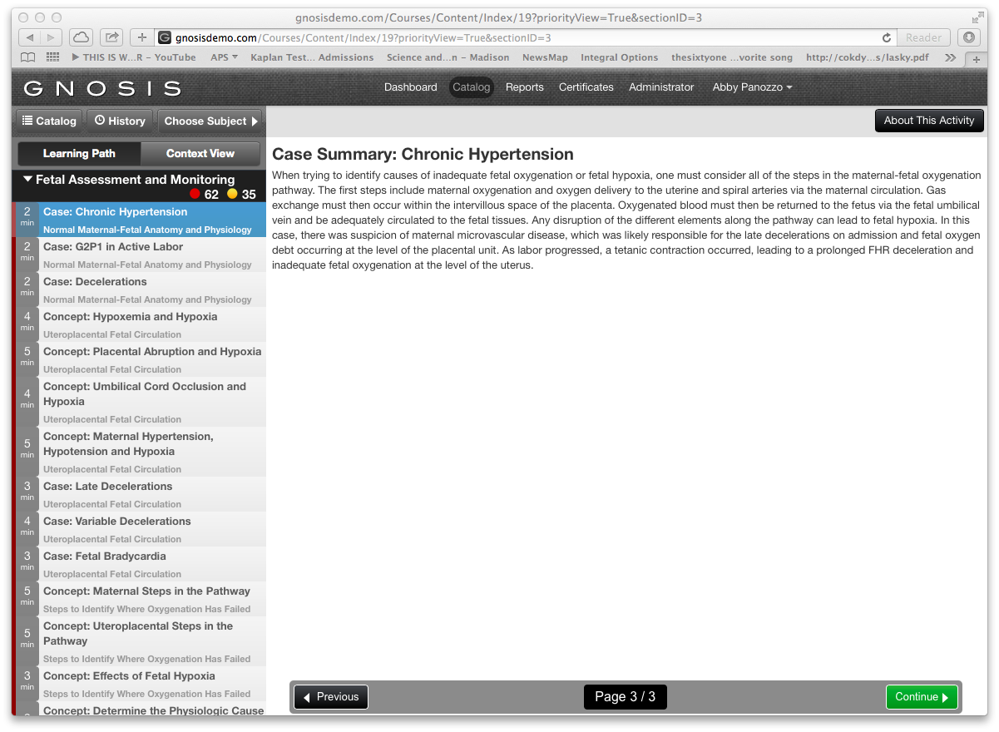 gnosisdemo.com/Courses/Content/Index/19?priorityView=True&sectionID=3
gnosisdemo.com/Courses/Content/Index/19?priorityView=True&sectionID=3
Reader
THIS IS W...R – YouTube APS Kaplan Test... Admissions Science and...n – Madison NewsMap Integral Options thesixtyone ...vorite song http://cokdy...s/lasky.pdf
GNOSIS
Dashboard Catalog Reports Certificates Administrator Abby Panozzo
Catalog History Choose Subject
About This Activity
Learning Path Context View
Fetal Assessment and Monitoring
62 35
2 min Case: Chronic Hypertension
Normal Maternal-Fetal Anatomy and Physiology
2 min Case: G2P1 in Active Labor
Normal Maternal-Fetal Anatomy and Physiology
2 min Case: Decelerations
Normal Maternal-Fetal Anatomy and Physiology
4 min Concept: Hypoxemia and Hypoxia
Uteroplacental Fetal Circulation
5 min Concept: Placental Abruption and Hypoxia
Uteroplacental Fetal Circulation
4 min Concept: Umbilical Cord Occlusion and
Hypoxia
Uteroplacental Fetal Circulation
5 min Concept: Maternal Hypertension,
Hypotension and Hypoxia
Uteroplacental Fetal Circulation
3 min Case: Late Decelerations
Uteroplacental Fetal Circulation
4 min Case: Variable Decelerations
Uteroplacental Fetal Circulation
3 min Case: Fetal Bradycardia
Uteroplacental Fetal Circulation
5 min Concept: Maternal Steps in the Pathway
Steps to Identify Where Oxygenation Has Failed
5 min Concept: Uteroplacental Steps in the
Pathway
Steps to Identify Where Oxygenation Has Failed
3 min Concept: Effects of Fetal Hypoxia
Steps to Identify Where Oxygenation Has Failed
Concept: Determine the Physiologic Cause
Case Summary: Chronic Hypertension
When trying to identify causes of inadequate fetal oxygenation or fetal hypoxia, one must consider all of the steps in the maternal-fetal oxygenation
pathway. The first steps include maternal oxygenation and oxygen delivery to the uterine and spiral arteries via the maternal circulation. Gas
exchange must then occur within the intervillous space of the placenta. Oxygenated blood must then be returned to the fetus via the fetal umbilical
vein and be adequately circulated to the fetal tissues. Any disruption of the different elements along the pathway can lead to fetal hypoxia. In this
case, there was suspicion of maternal microvascular disease, which was likely responsible for the late decelerations on admission and fetal oxygen
debt occurring at the level of the placental unit. As labor progressed, a tetanic contraction occurred, leading to a prolonged FHR deceleration and
inadequate fetal oxygenation at the level of the uterus.
Previous Page 3 / 3 Continue